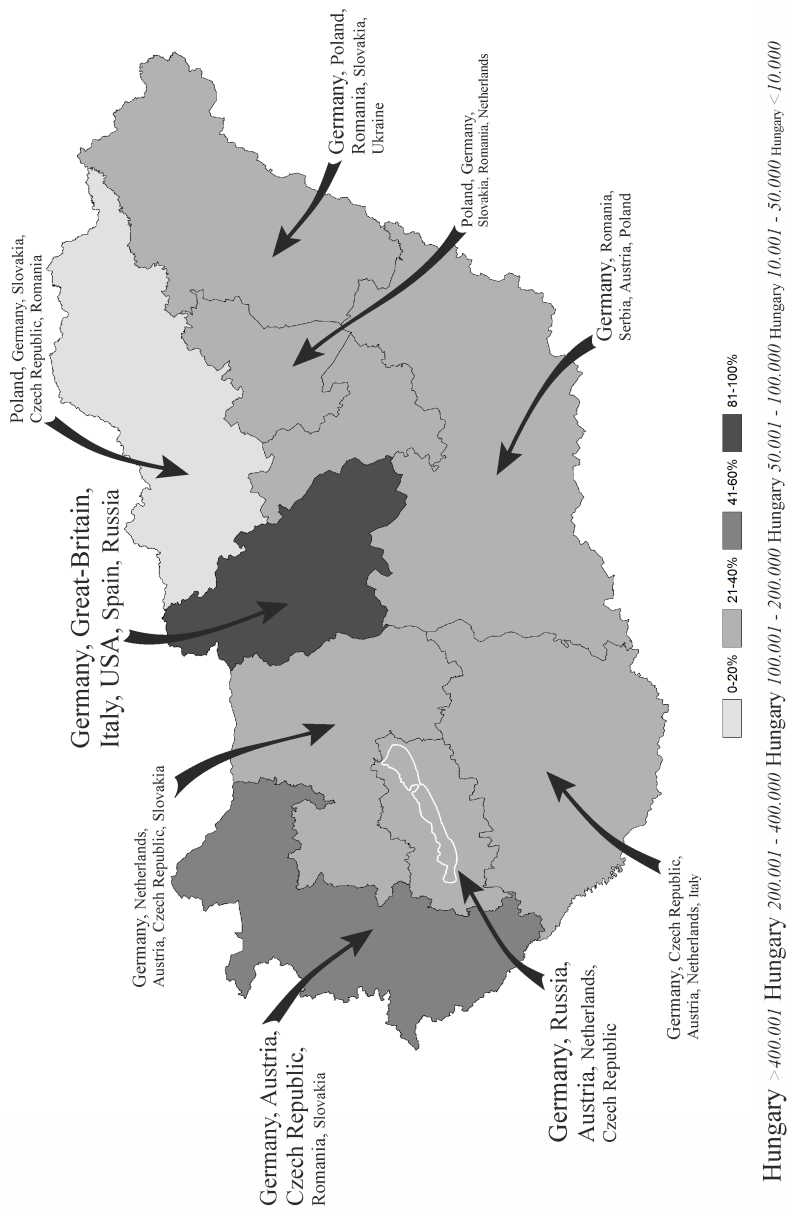 Poland, Germany, Slovakia,
Czech Republic, Romania
Germany, Great-Britain,
Italy, USA, Spain, Russia
Germany, Netherlands,
Austria, Czech Republic, Slovakia
Germany, Austria,
Czech Republic,
Romania, Slovakia
Germany, Poland,
Romania, Slovakia,
Ukraine
Poland, Germany,
Slovakia, Romania, Netherlands
Germany, Romania,
Serbia, Austria, Poland
Germany, Russia,
Austria, Netherlands,
Czech Republic
Germany, Czech Republic,
Austria, Netherlands, Italy
0-20%
21-40%
41-60%
81-100%
Hungary >400.001 Hungary 200.001 - 400.000 Hungary 100.001 - 200.000 Hungary 50.001 - 100.000 Hungary 10.001 - 50.000 Hungary <10.000